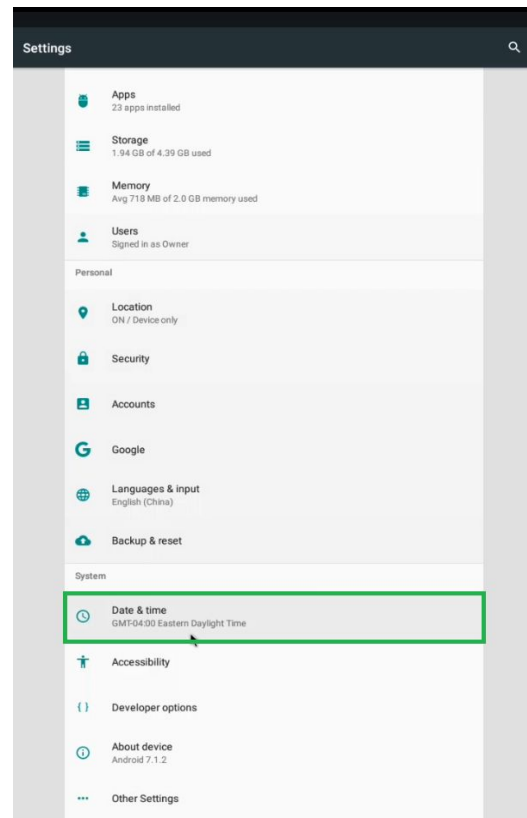 Settings
Apps
23 apps installed
Storage
1.94 GB of 4.39 GB used
Memory
Avg 718 MB of 2.0 GB memory used
Users
Signed in as Owner
Personal
Location
ON / Device only
Security
Accounts
Google
Languages & input
English (China)
Backup & reset
System
Date & time
GMT-04:00 Eastern Daylight Time
Accessibility
Developer options
About device
Android 7.1.2
Other Settings